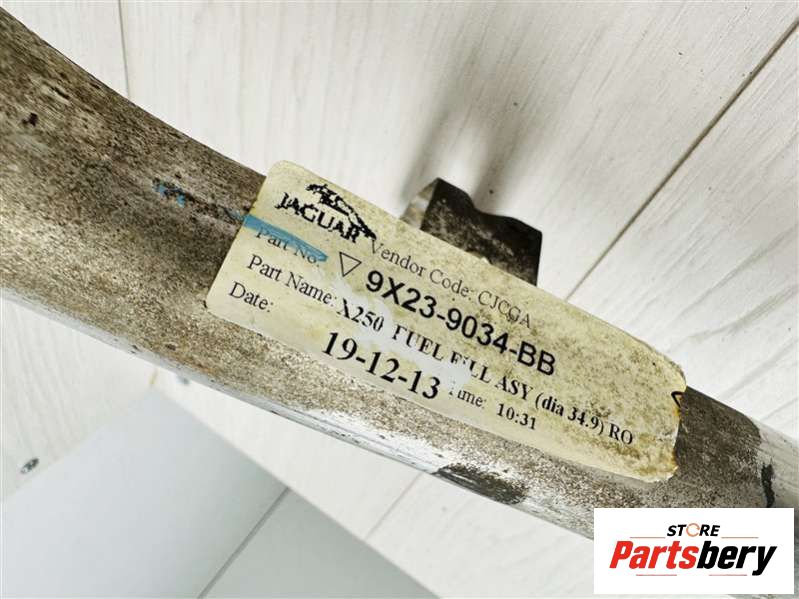 JAGUAR
Vendor Code: CJCGA
Part No
▽ 9X23-9034-BB
Part Name: X250 FUEL FILL ASY (dia 34.9) RO
Date: 19-12-13 Time: 10:31
STORE
Partsbery